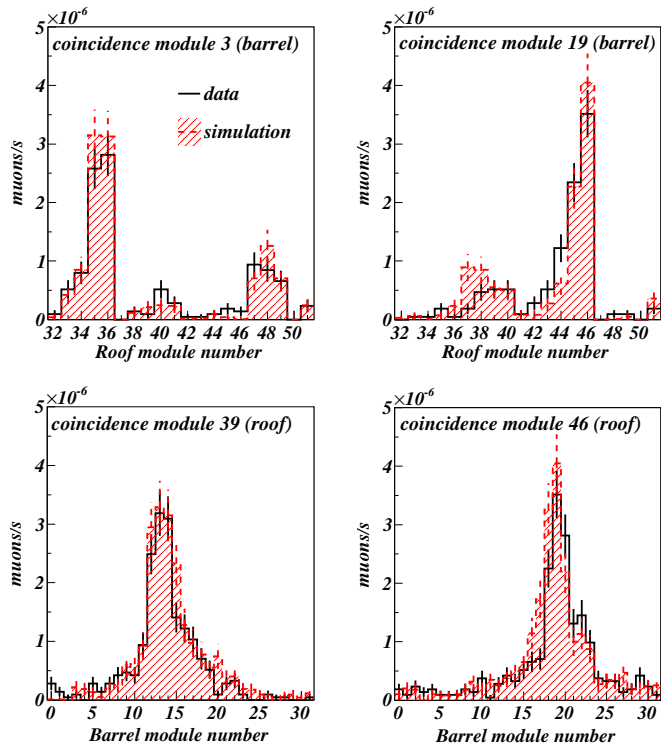 ×10⁻⁶ ×10⁻⁶
coincidence module 3 (barrel) coincidence module 19 (barrel)
data
simulation
muons/s muons/s
5 5
4 4
3 3
2 2
1 1
0 0
32 34 36 38 40 42 44 46 48 50 32 34 36 38 40 42 44 46 48 50
Roof module number Roof module number
×10⁻⁶ ×10⁻⁶
coincidence module 39 (roof) coincidence module 46 (roof)
muons/s muons/s
5 5
4 4
3 3
2 2
1 1
0 0
0 5 10 15 20 25 30 0 5 10 15 20 25 30
Barrel module number Barrel module number